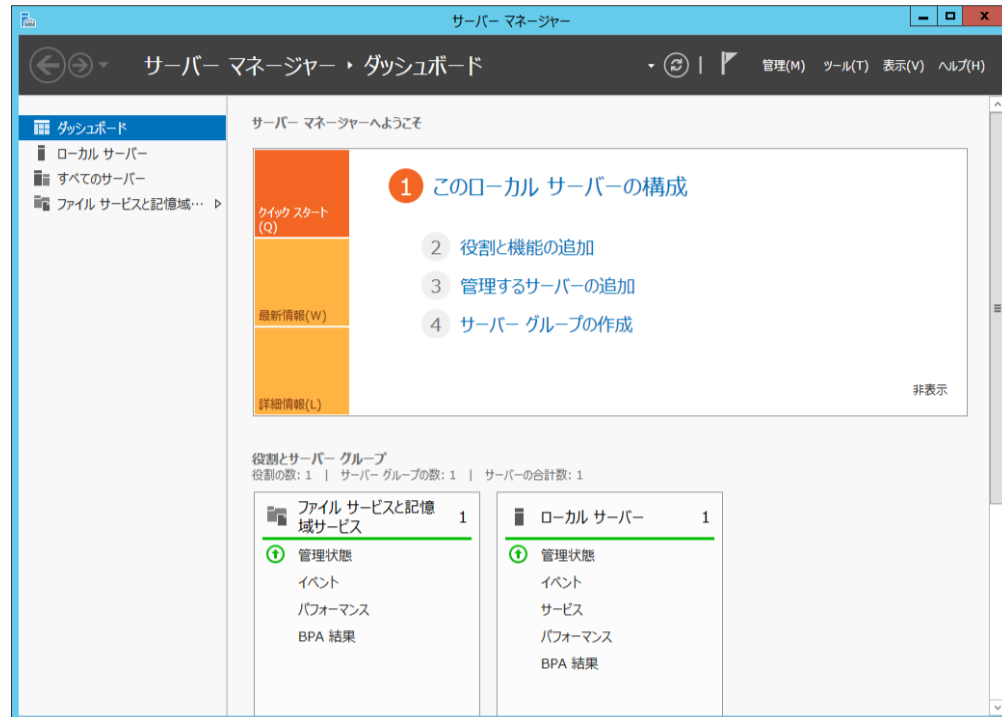 サーバー マネージャー
サーバー マネージャー ・ ダッシュボード
管理(M) ツール(T) 表示(V) ヘルプ(H)
ダッシュボード
ローカル サーバー
すべてのサーバー
ファイル サービスと記憶域…
サーバー マネージャーへようこそ
クイック スタート
(Q)
最新情報(W)
詳細情報(L)
1 このローカル サーバーの構成
2 役割と機能の追加
3 管理するサーバーの追加
4 サーバー グループの作成
非表示
役割とサーバー グループ
役割の数: 1 | サーバー グループの数: 1 | サーバーの合計数: 1
ファイル サービスと記憶
域サービス 1
管理状態
イベント
パフォーマンス
BPA 結果
ローカル サーバー 1
管理状態
イベント
サービス
パフォーマンス
BPA 結果